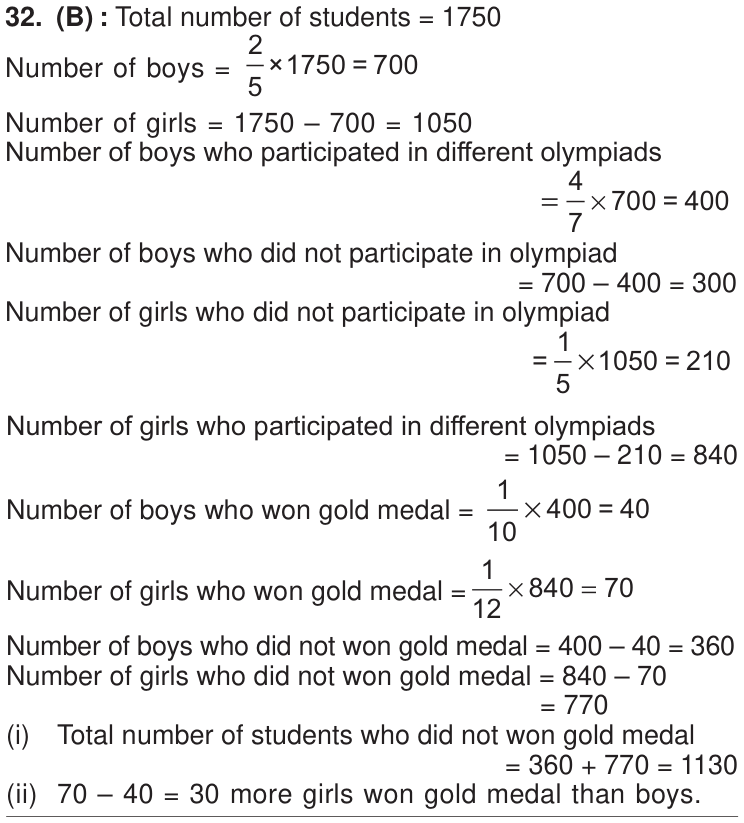 32. (B) : Total number of students = 1750
Number of boys = 2/5 × 1750 = 700
Number of girls = 1750 – 700 = 1050
Number of boys who participated in different olympiads
= 4/7 × 700 = 400
Number of boys who did not participate in olympiad
= 700 – 400 = 300
Number of girls who did not participate in olympiad
= 1/5 × 1050 = 210
Number of girls who participated in different olympiads
= 1050 – 210 = 840
Number of boys who won gold medal = 1/10 × 400 = 40
Number of girls who won gold medal = 1/12 × 840 = 70
Number of boys who did not won gold medal = 400 – 40 = 360
Number of girls who did not won gold medal = 840 – 70
= 770
(i) Total number of students who did not won gold medal
= 360 + 770 = 1130
(ii) 70 – 40 = 30 more girls won gold medal than boys.